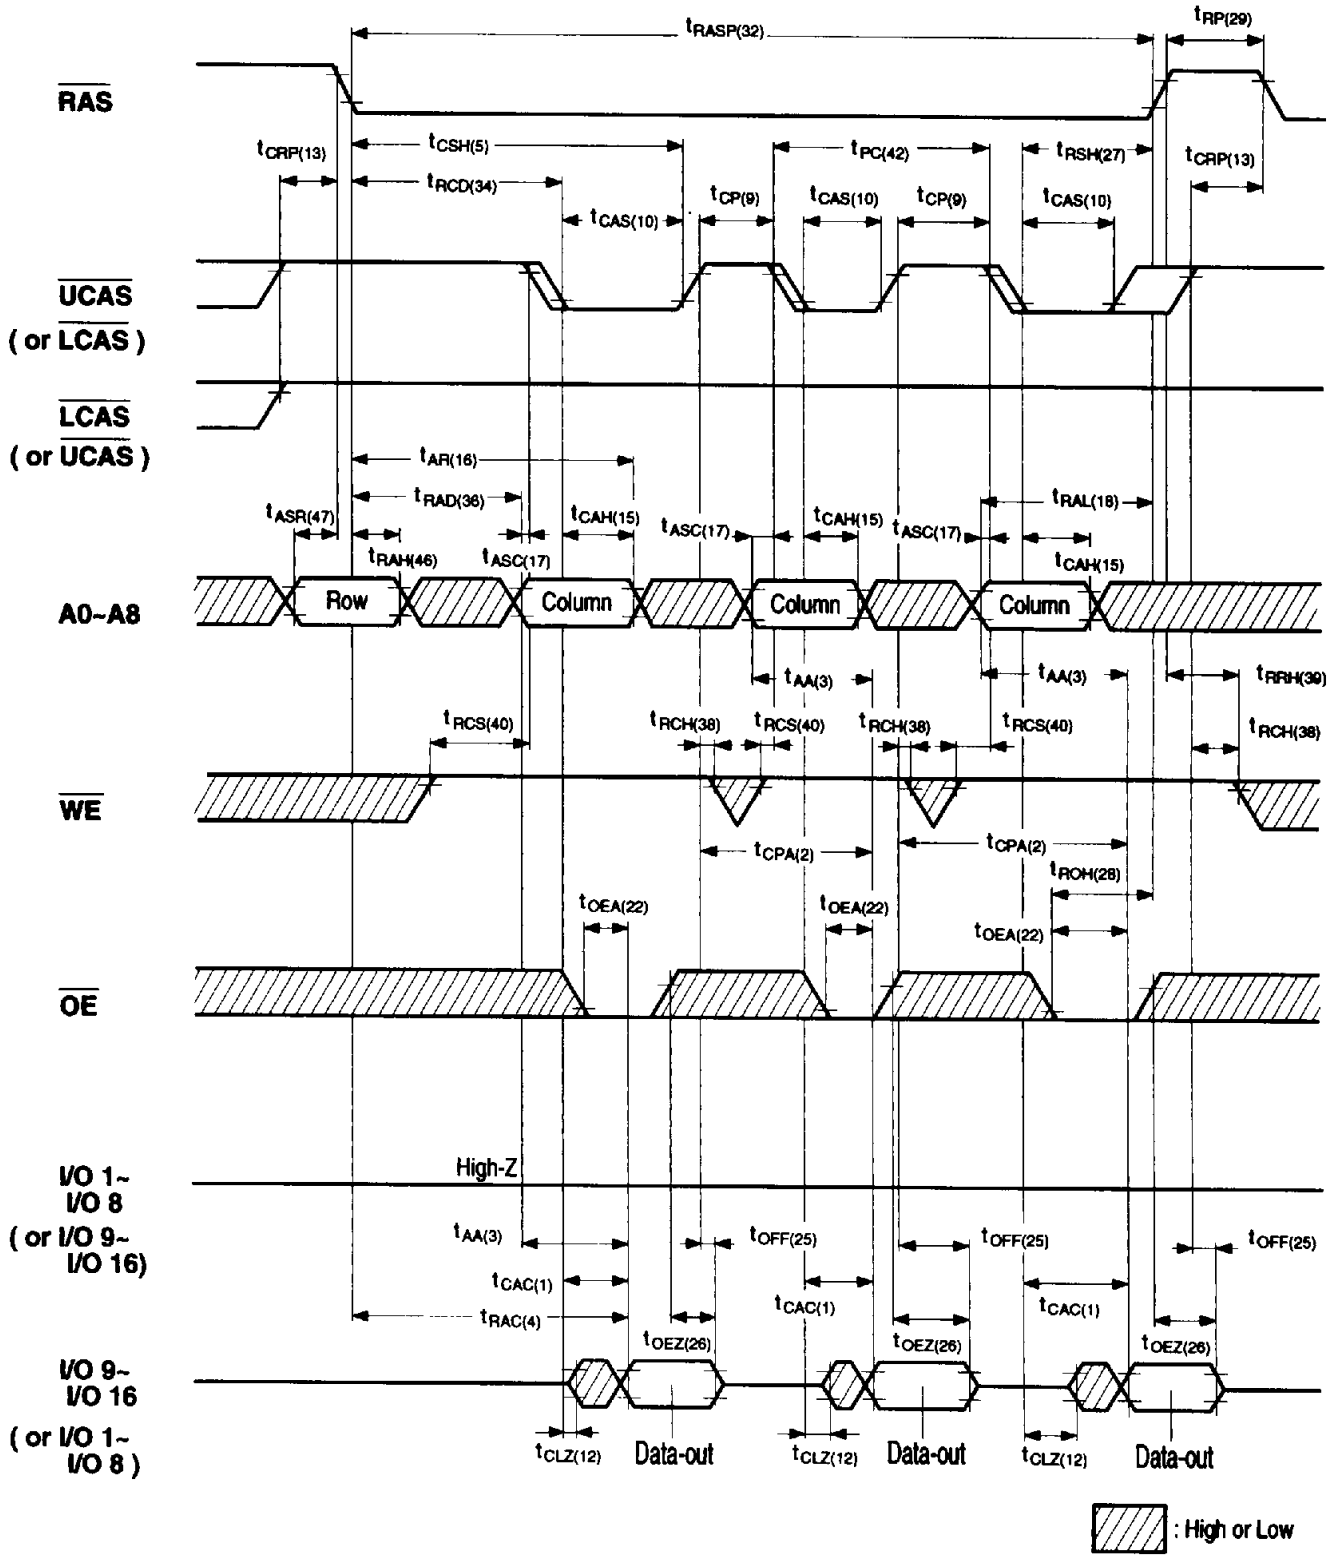 tRASP(32)
tRP(29)
RAS
tCRP(13)
tCSH(5)
tPC(42)
tRSH(27)
tCRP(13)
tRCD(34)
tCAS(10)
tCP(9)
tCAS(10)
tCP(9)
tCAS(10)
UCAS
( or LCAS )
LCAS
( or UCAS )
tAR(16)
tRAD(36)
tRAL(18)
tASR(47)
tRAH(46)
tASC(17)
tCAH(15)
tASC(17)
tCAH(15)
tASC(17)
tCAH(15)
A0~A8
Row
Column
Column
Column
tAA(3)
tAA(3)
tRRH(39)
tRCS(40)
tRCH(38)
tRCS(40)
tRCH(38)
tRCS(40)
tRCH(38)
WE
tCPA(2)
tCPA(2)
tROH(28)
tOEA(22)
tOEA(22)
tOEA(22)
OE
I/O 1~
I/O 8
( or I/O 9~
I/O 16)
High-Z
tAA(3)
tOFF(25)
tOFF(25)
tOFF(25)
tCAC(1)
tCAC(1)
tCAC(1)
tRAC(4)
tOEZ(26)
tOEZ(26)
tOEZ(26)
I/O 9~
I/O 16
( or I/O 1~
I/O 8 )
tCLZ(12)
Data-out
tCLZ(12)
Data-out
tCLZ(12)
Data-out
: High or Low